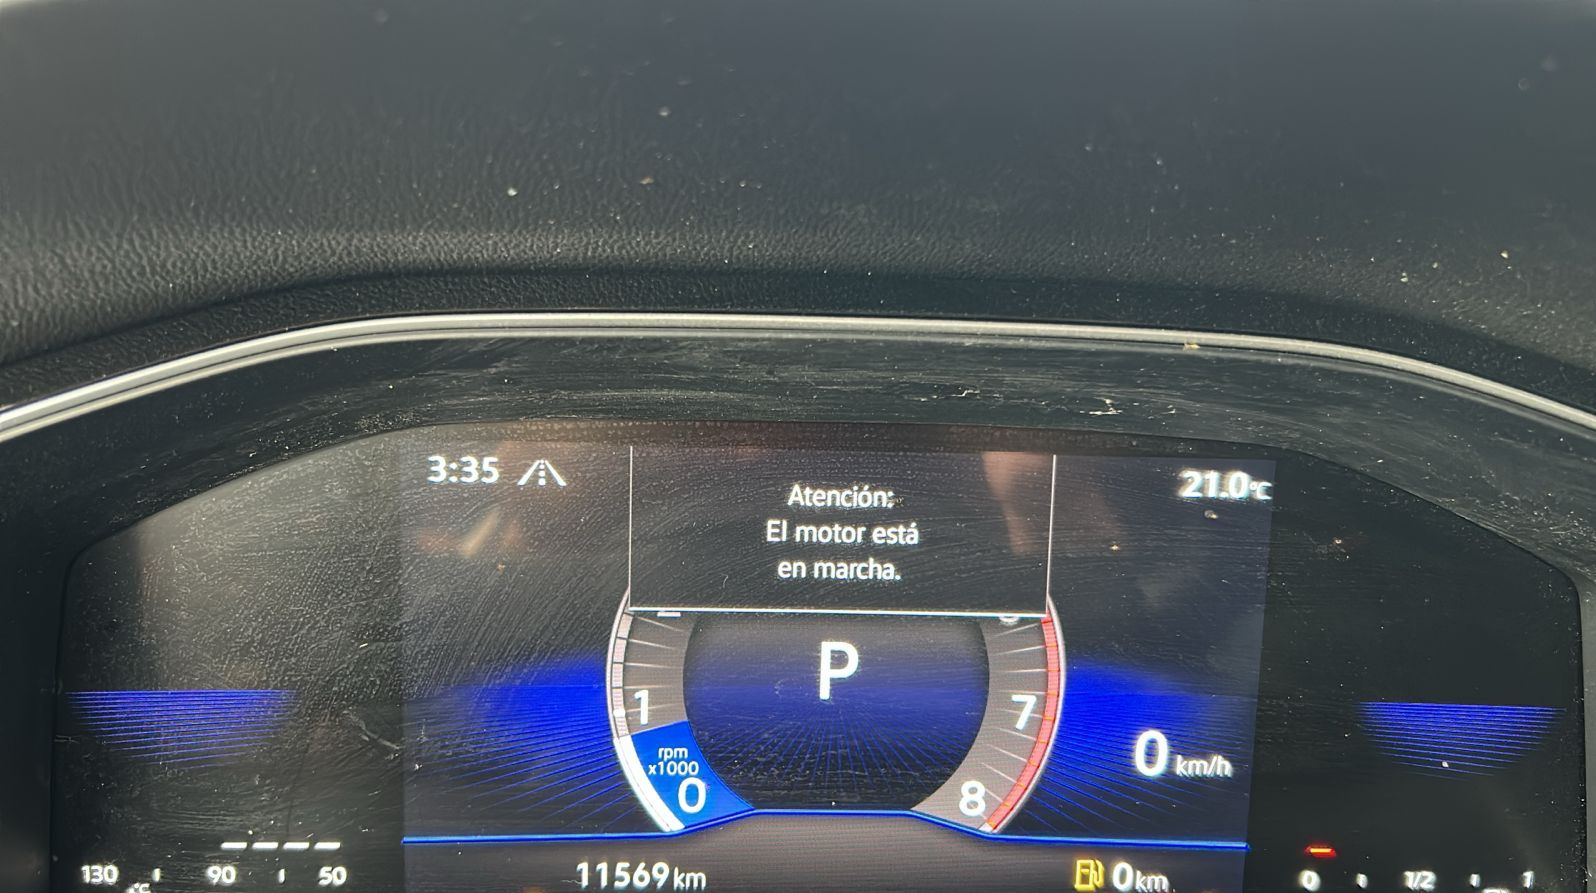 3:35
Atención:
El motor está
en marcha.
21.0°C
P
1
7
rpm
x1000
0
8
0 km/h
130
90
50
°C
11569 km
0 km
0
1/2
1